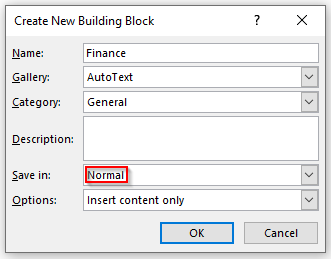 Create New Building Block ? ×
Name: Finance
Gallery: AutoText
Category: General
Description:
Save in: Normal
Options: Insert content only
OK Cancel